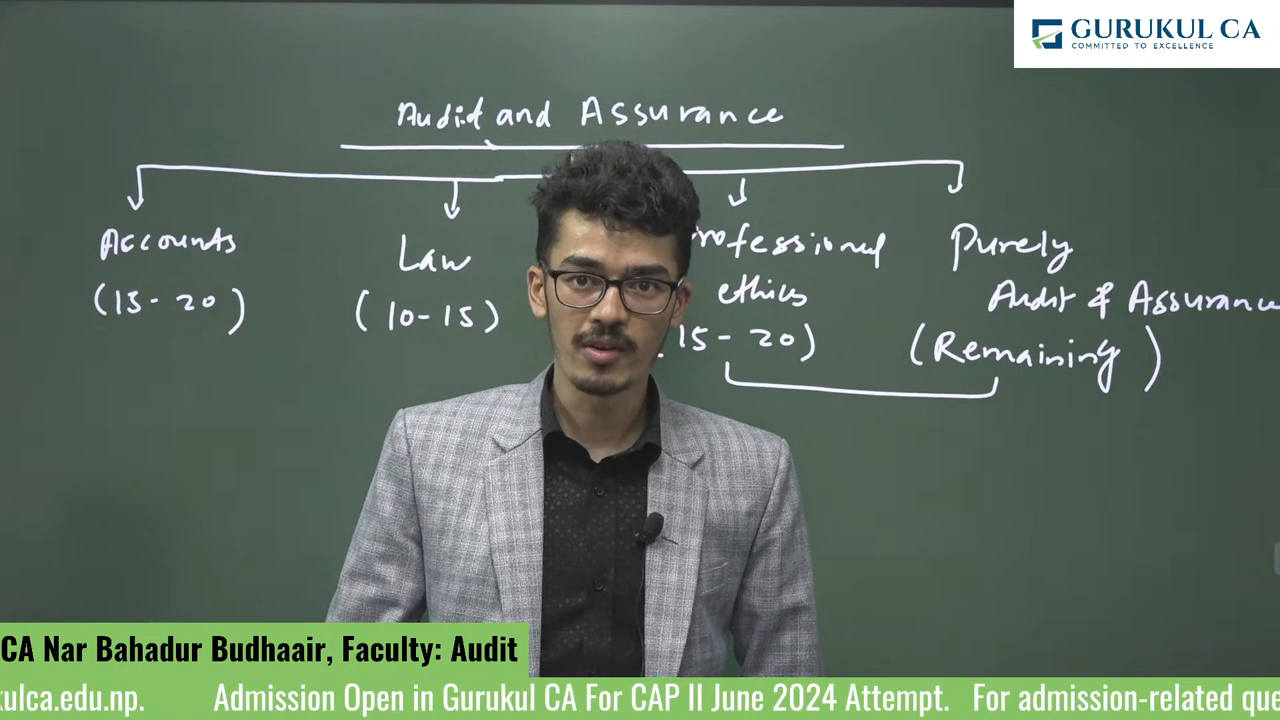 GURUKUL CA
COMMITTED TO EXCELLENCE
Audit and Assurance
Accounts
(15-20)
Law
(10-15)
rofessional
ethics
15-20)
Purely
Audit & Assurance
(Remaining)
CA Nar Bahadur Budhaair, Faculty: Audit
ulca.edu.np. Admission Open in Gurukul CA For CAP II June 2024 Attempt. For admission-related que